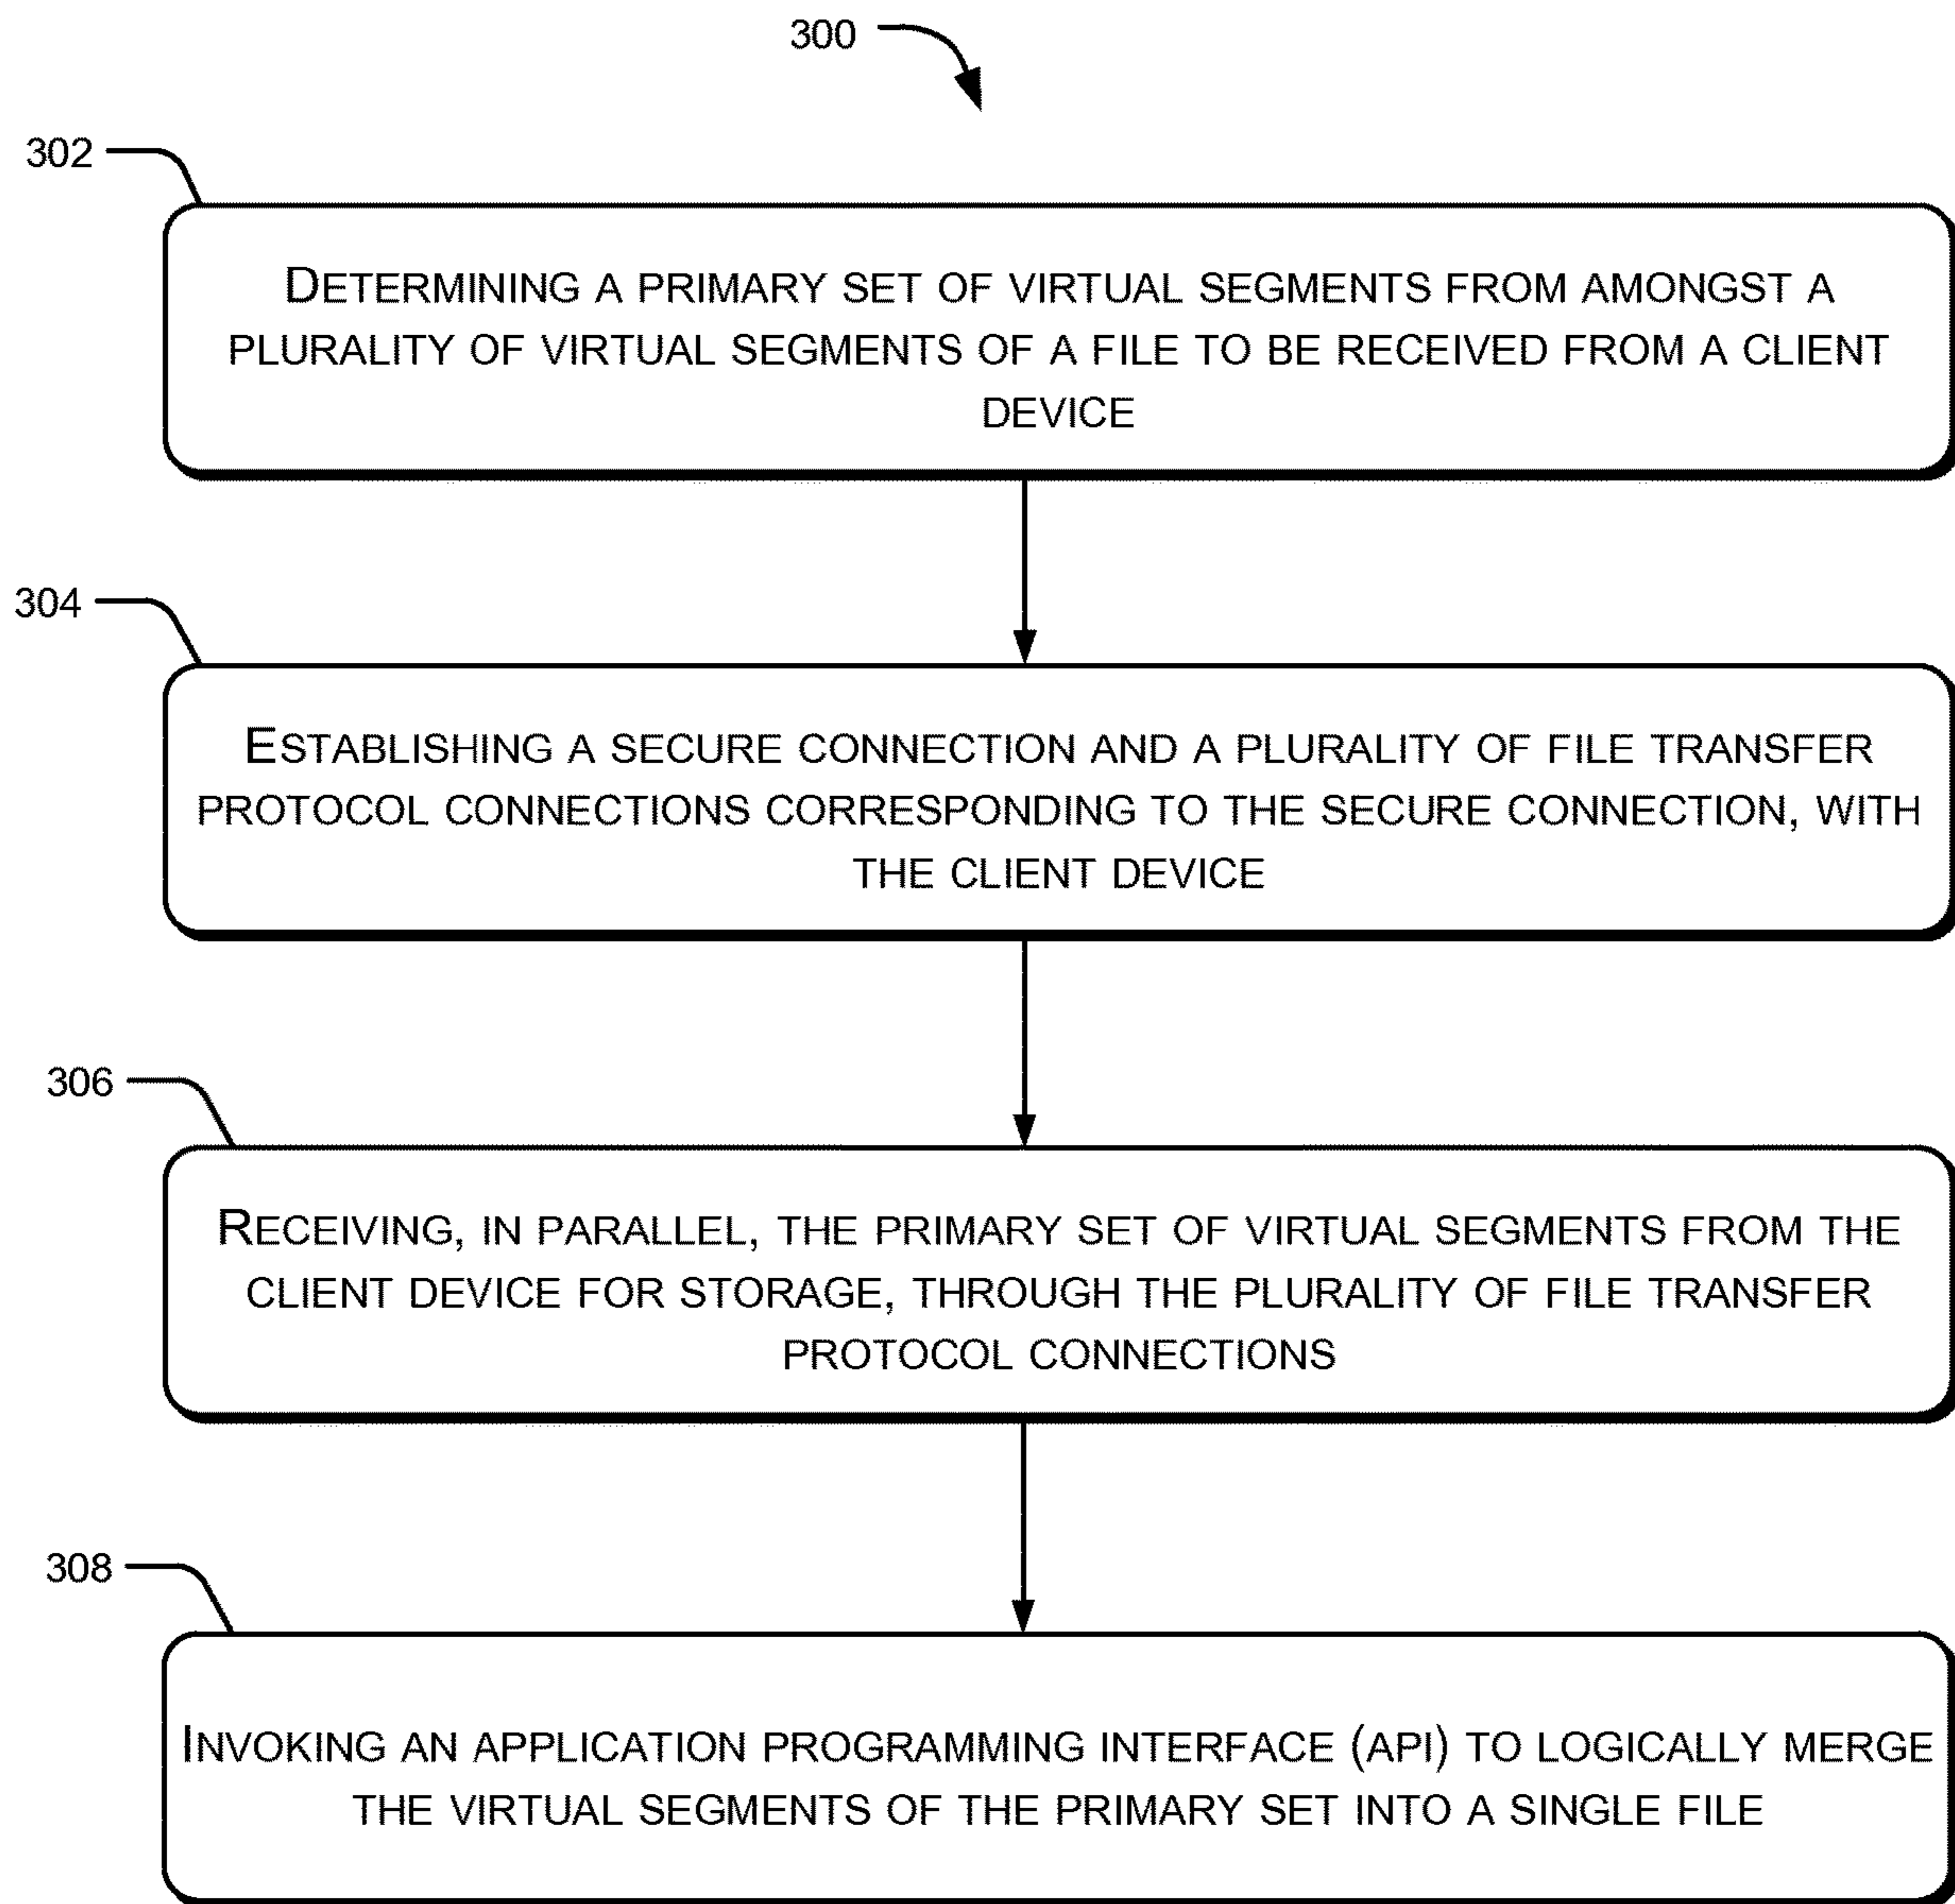 300
302
DETERMINING A PRIMARY SET OF VIRTUAL SEGMENTS FROM AMONGST A
PLURALITY OF VIRTUAL SEGMENTS OF A FILE TO BE RECEIVED FROM A CLIENT
DEVICE
304
ESTABLISHING A SECURE CONNECTION AND A PLURALITY OF FILE TRANSFER
PROTOCOL CONNECTIONS CORRESPONDING TO THE SECURE CONNECTION, WITH
THE CLIENT DEVICE
306
RECEIVING, IN PARALLEL, THE PRIMARY SET OF VIRTUAL SEGMENTS FROM THE
CLIENT DEVICE FOR STORAGE, THROUGH THE PLURALITY OF FILE TRANSFER
PROTOCOL CONNECTIONS
308
INVOKING AN APPLICATION PROGRAMMING INTERFACE (API) TO LOGICALLY MERGE
THE VIRTUAL SEGMENTS OF THE PRIMARY SET INTO A SINGLE FILE